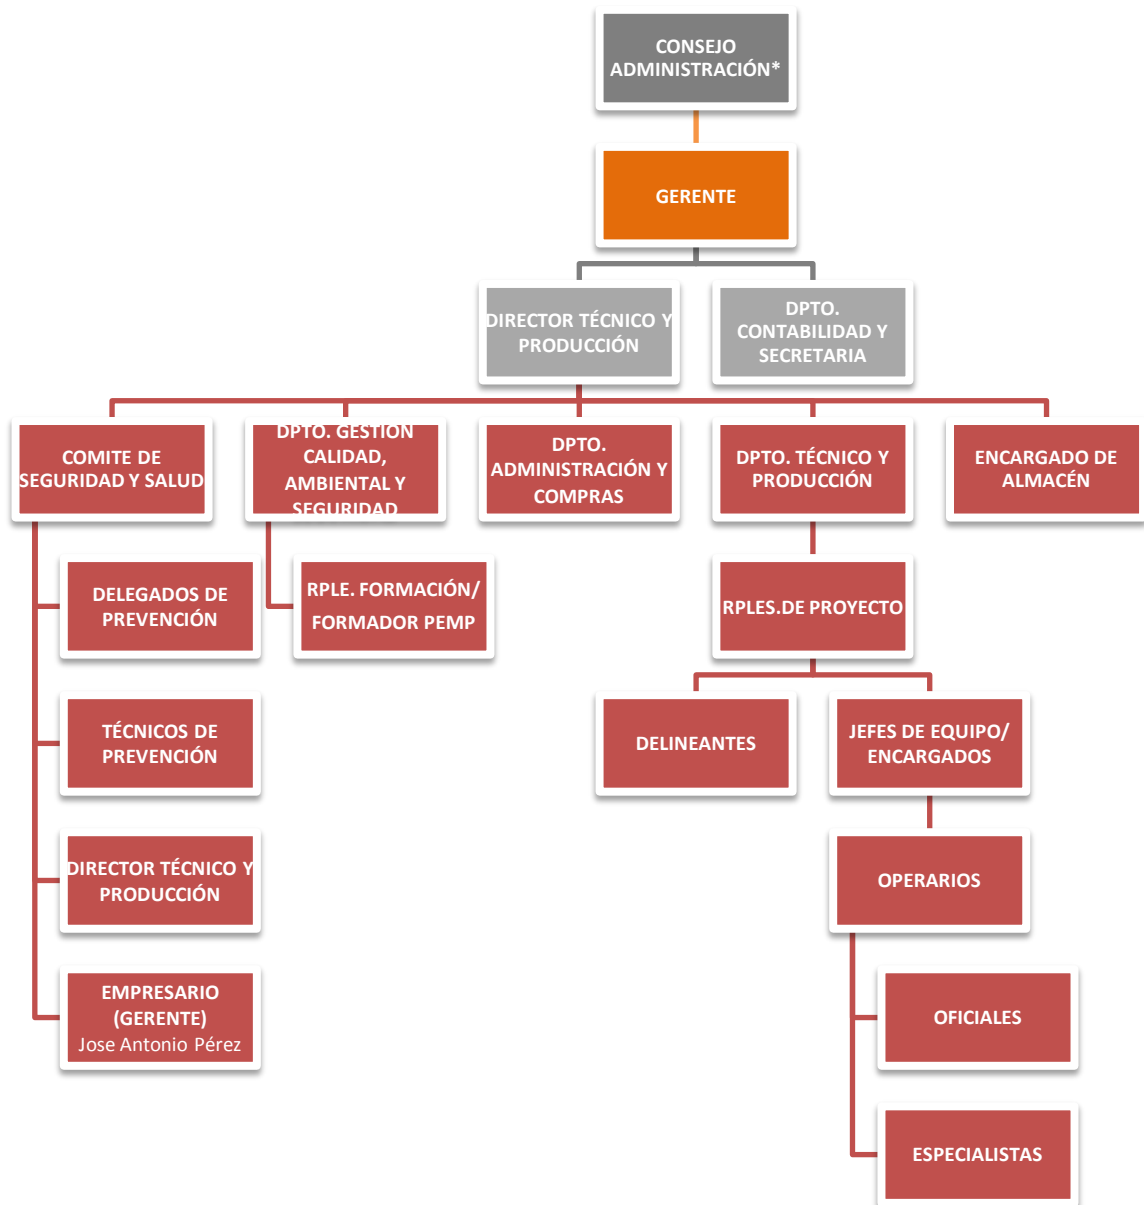 CONSEJO
ADMINISTRACIÓN*
GERENTE
DIRECTOR TÉCNICO Y
PRODUCCIÓN
DPTO.
CONTABILIDAD Y
SECRETARIA
COMITE DE
SEGURIDAD Y SALUD
DPTO. GESTIÓN
CALIDAD,
AMBIENTAL Y
SEGURIDAD
DPTO.
ADMINISTRACIÓN Y
COMPRAS
DPTO. TÉCNICO Y
PRODUCCIÓN
ENCARGADO DE
ALMACÉN
DELEGADOS DE
PREVENCIÓN
RPLE. FORMACIÓN/
FORMADOR PEMP
RPLES.DE PROYECTO
TÉCNICOS DE
PREVENCIÓN
DELINEANTES
JEFES DE EQUIPO/
ENCARGADOS
DIRECTOR TÉCNICO Y
PRODUCCIÓN
OPERARIOS
EMPRESARIO
(GERENTE)
Jose Antonio Pérez
OFICIALES
ESPECIALISTAS